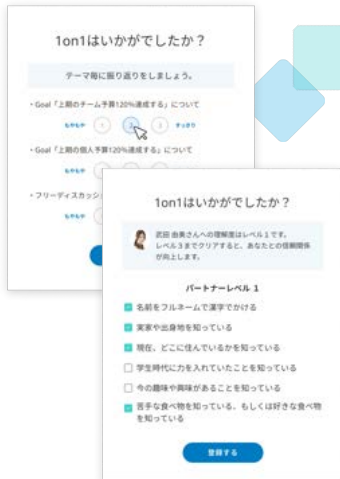 1on1はいかがでしたか？
テーマ毎に振り返りをしましょう。
・Goal「上期のチーム予算120%達成する」について
もやもや 1 2 3 すっきり
・Goal「上期の個人予算120%達成する」について
もやもや
・フリーディスカッシ
もやもや
1on1はいかがでしたか？
武田 由美さんへの理解度はレベル１です。
レベル３までクリアすると、あなたとの信頼関係
が向上します。
パートナーレベル 1
名前をフルネームで漢字でかける
実家や出身地を知っている
現在、どこに住んでいるかを知っている
学生時代に力を入れていたことを知っている
今の趣味や興味があることを知っている
苦手な食べ物を知っている、もしくは好きな食べ物
を知っている
登録する